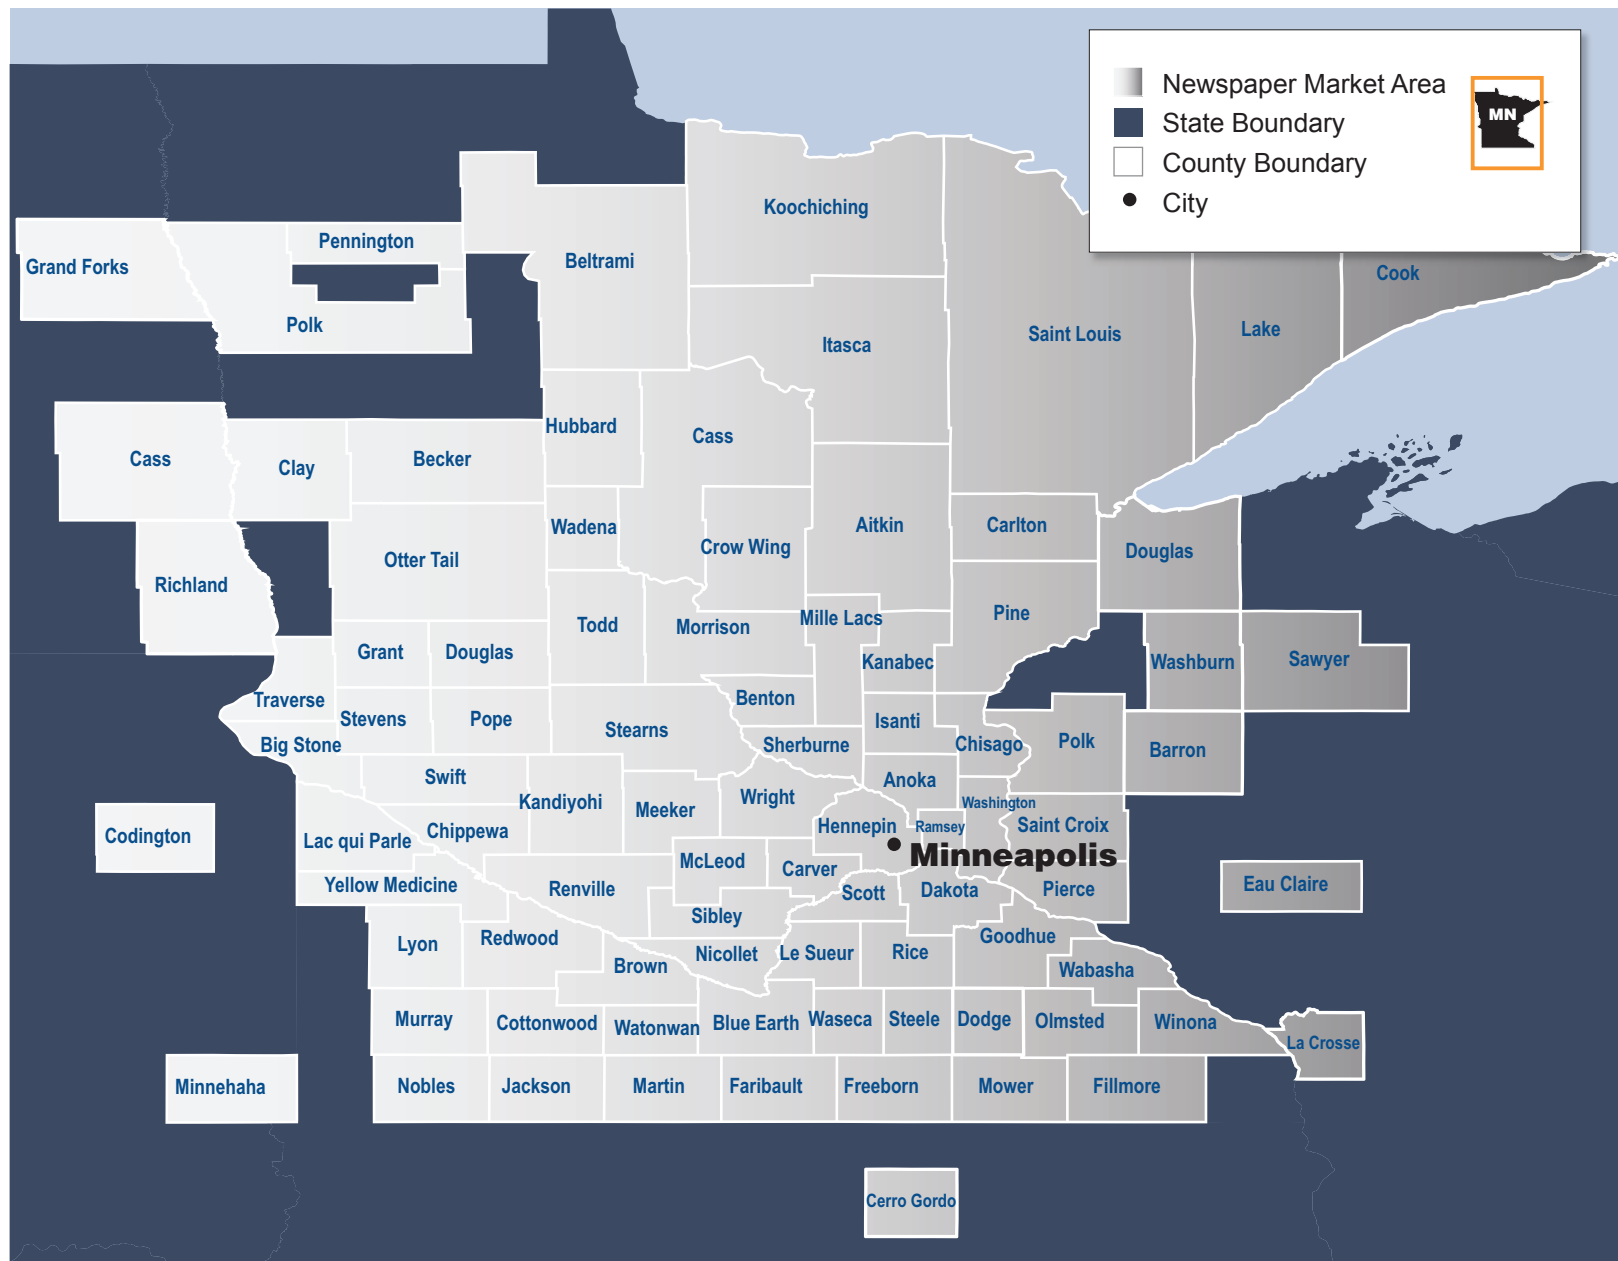 Newspaper Market Area
State Boundary
County Boundary
City
MN
Koochiching
Pennington
Grand Forks
Beltrami
Cook
Polk
Itasca
Saint Louis
Lake
Hubbard
Cass
Cass
Clay
Becker
Wadena
Crow Wing
Aitkin
Carlton
Douglas
Otter Tail
Richland
Todd
Morrison
Mille Lacs
Pine
Grant
Douglas
Kanabec
Washburn
Sawyer
Traverse
Stevens
Pope
Stearns
Benton
Isanti
Big Stone
Sherburne
Chisago
Polk
Barron
Swift
Kandiyohi
Meeker
Wright
Anoka
Washington
Codington
Lac qui Parle
Chippewa
Hennepin
Ramsey
Saint Croix
Minneapolis
McLeod
Carver
Yellow Medicine
Renville
Scott
Dakota
Pierce
Eau Claire
Sibley
Lyon
Redwood
Nicollet
Le Sueur
Rice
Goodhue
Brown
Wabasha
Murray
Cottonwood
Watonwan
Blue Earth
Waseca
Steele
Dodge
Olmsted
Winona
La Crosse
Minnehaha
Nobles
Jackson
Martin
Faribault
Freeborn
Mower
Fillmore
Cerro Gordo